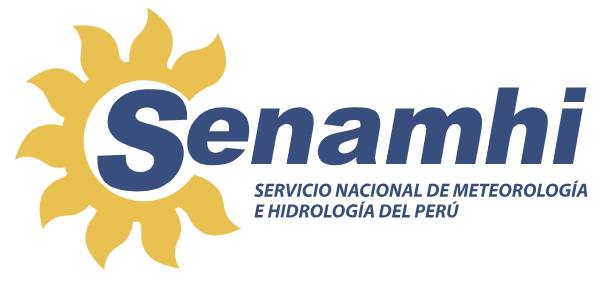 Senamhi
SERVICIO NACIONAL DE METEOROLOGÍA
E HIDROLOGÍA DEL PERÚ